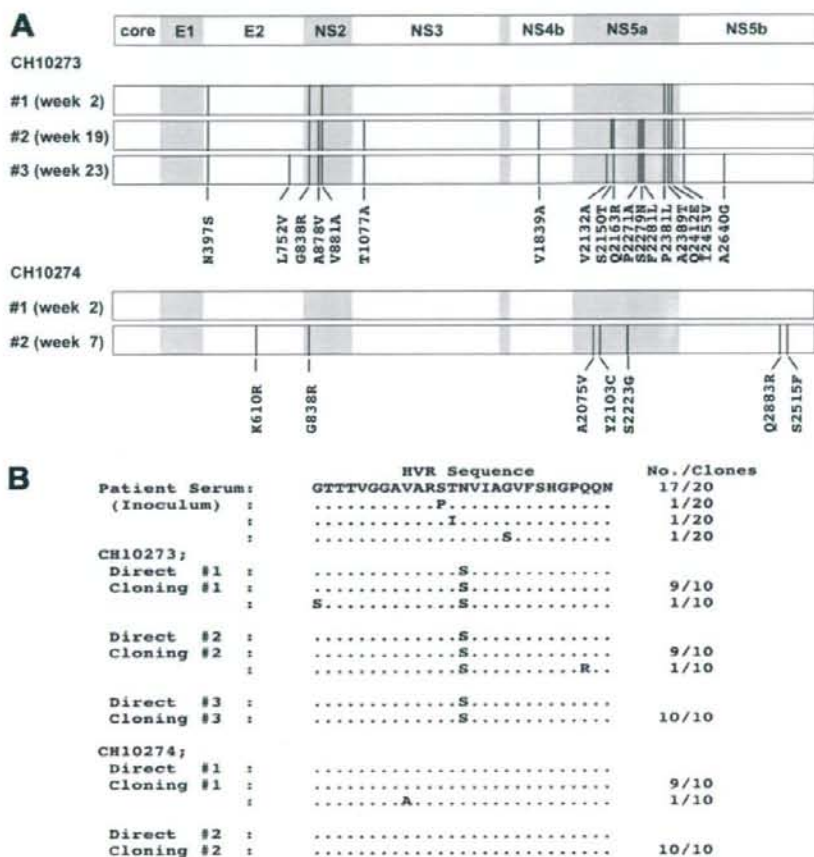 A
core E1 E2 NS2 NS3 NS4b NS5a NS5b
CH10273
#1 (week 2)
#2 (week 19)
#3 (week 23)
N397S L752V G838R A878V V881A T1077A V1839A V2132A S2150T Q2163R P2271A S2279N F2281L P2381L A2389T Q2412E I2453V A2640G
CH10274
#1 (week 2)
#2 (week 7)
K610R G838R A2075V Y2103C S2223G Q2883R S2515F
B
HVR Sequence No./Clones
Patient Serum: GTTTVGGAVARSTNVIAGVFSHGPQQN 17/20
(Inoculum) : ...........P............... 1/20
: ............I.............. 1/20
: .................S......... 1/20
CH10273;
Direct #1 : .............S.............
Cloning #1 : .............S............. 9/10
: S............S............. 1/10
Direct #2 : .............S.............
Cloning #2 : .............S............. 9/10
: .............S..........R.. 1/10
Direct #3 : .............S.............
Cloning #3 : .............S............. 10/10
CH10274;
Direct #1 : ...........................
Cloning #1 : ........................... 9/10
: ........A.................. 1/10
Direct #2 : ...........................
Cloning #2 : ........................... 10/10